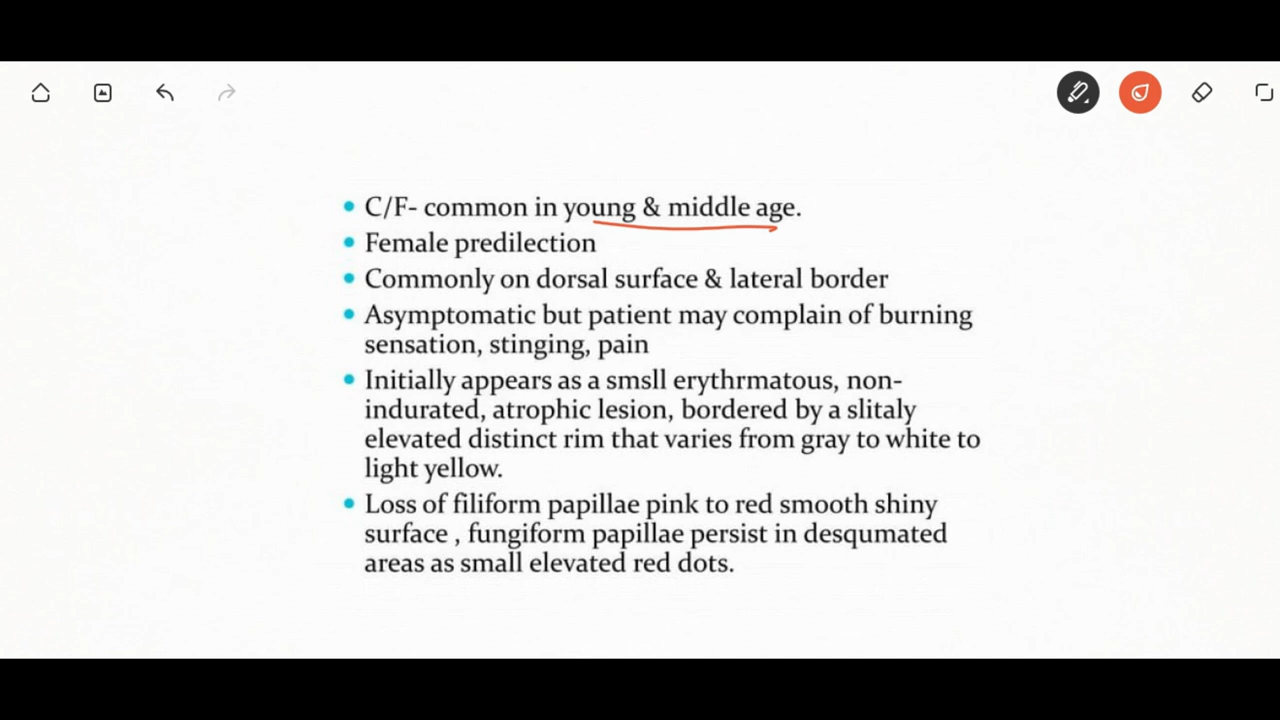 C/F- common in young & middle age.
Female predilection
Commonly on dorsal surface & lateral border
Asymptomatic but patient may complain of burning
sensation, stinging, pain
Initially appears as a smsll erythrmatous, non-
indurated, atrophic lesion, bordered by a slitaly
elevated distinct rim that varies from gray to white to
light yellow.
Loss of filiform papillae pink to red smooth shiny
surface , fungiform papillae persist in desqumated
areas as small elevated red dots.